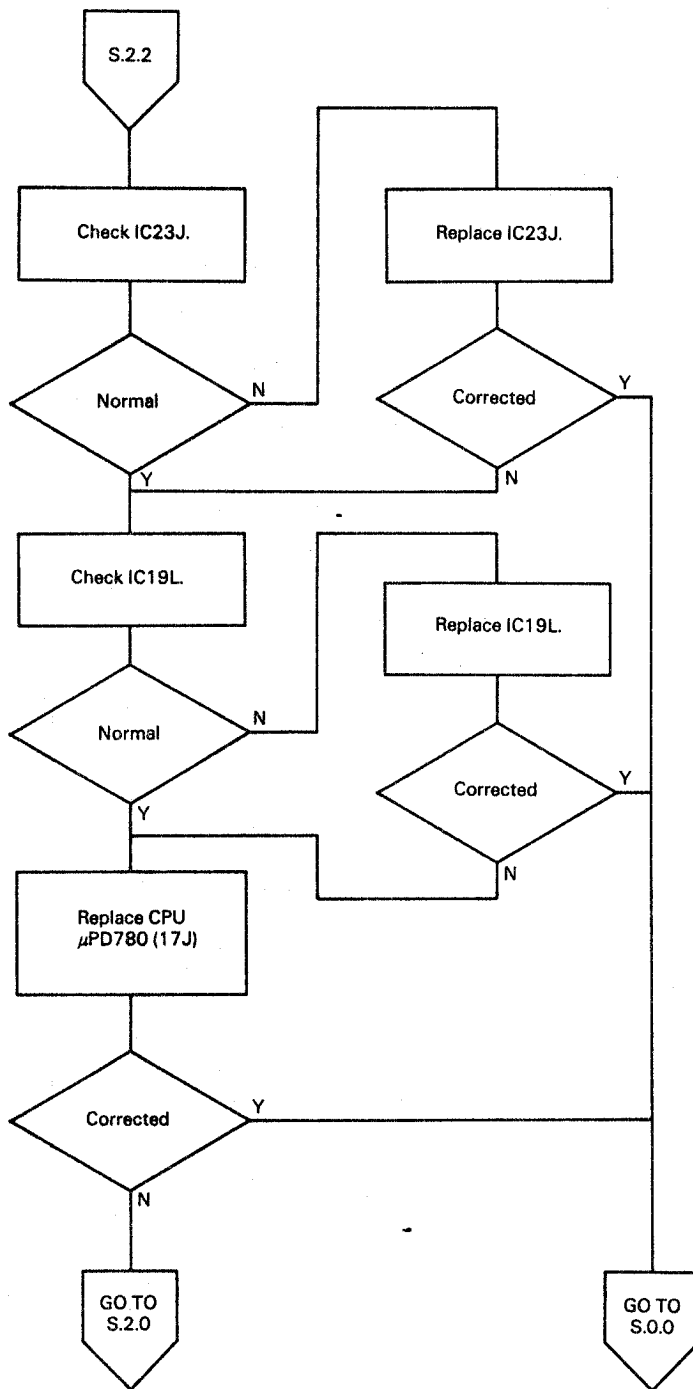 S.2.2
Check IC23J.
Replace IC23J.
Normal
N
Y
Corrected
Y
N
Check IC19L.
Replace IC19L.
Normal
N
Y
Corrected
Y
N
Replace CPU
μPD780 (17J)
Corrected
Y
N
GO TO
S.2.0
GO TO
S.0.0